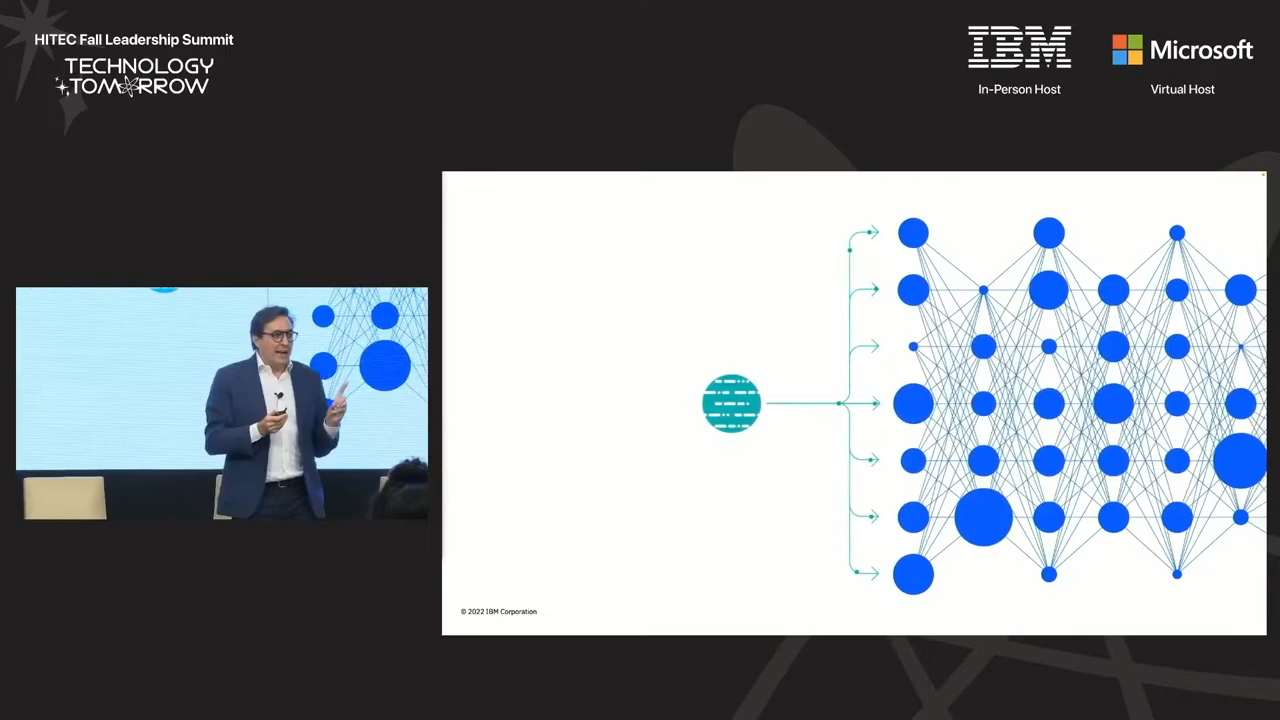 HITEC Fall Leadership Summit
TECHNOLOGY
TOMORROW
IBM
In-Person Host
Microsoft
Virtual Host
© 2022 IBM Corporation